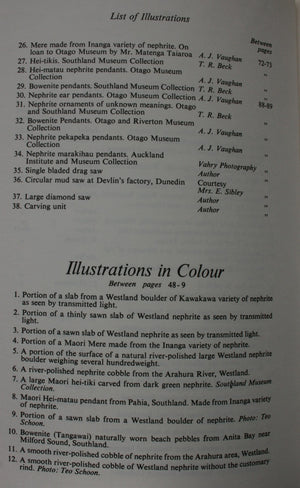 List of Illustrations
Between
pages
26. Mere made from Inanga variety of nephrite. On
loan to Otago Museum by Mr. Matenga Taiaroa A. J. Vaughan 72-73
27. Hei-tikis. Southland Museum Collection T. R. Beck "
28. Hei-matau nephrite pendants. Otago Museum
Collection A. J. Vaughan "
29. Bowenite pendants. Southland Museum Collection T. R. Beck "
30. Nephrite ear pendants. Otago Museum Collection A. J. Vaughan "
31. Nephrite ornaments of unknown meanings. Otago 88-89
and Southland Museum Collection T. R. Beck "
32. Bowenite Pendants. Otago and Riverton Museum
Collection A. J. Vaughan "
33. Nephrite pekapeka pendants. Otago Museum
Collection A. J. Vaughan "
34. Nephrite marakihau pendants. Auckland
Institute and Museum Collection Vahry Photography "
35. Single bladed drag saw Author "
36. Circular mud saw at Devlin's factory, Dunedin Courtesy
Mrs. E. Sibley "
37. Large diamond saw Author "
38. Carving unit Author "
Illustrations in Colour
Between pages 48-9
1. Portion of a slab from a Westland boulder of Kawakawa variety of nephrite
as seen by transmitted light.
2. Portion of a thinly sawn slab of Westland nephrite as seen by transmitted
light.
3. Portion of a sawn slab of Westland nephrite as seen by transmitted light.
4. Portion of a Maori Mere made from the Inanga variety of nephrite.
5. A portion of the surface of a natural river-polished large Westland nephrite
boulder weighing several hundredweight.
6. A river-polished nephrite cobble from the Arahura River, Westland.
7. A large Maori hei-tiki carved from dark green nephrite. Southland Museum
Collection.
8. Maori Hei-matau pendant from Pahia, Southland. Made from Inanga variety
of nephrite.
9. Portion of a sawn slab from a Westland boulder of nephrite. Photo: Teo
Schoon.
10. Bowenite (Tangawai) naturally worn beach pebbles from Anita Bay near
Milford Sound, Southland.
11. A smooth river-polished cobble of nephrite from the Arahura area, Westland.
12. A smooth river-polished cobble of Westland nephrite without the customary
rind. Photo: Teo Schoon.